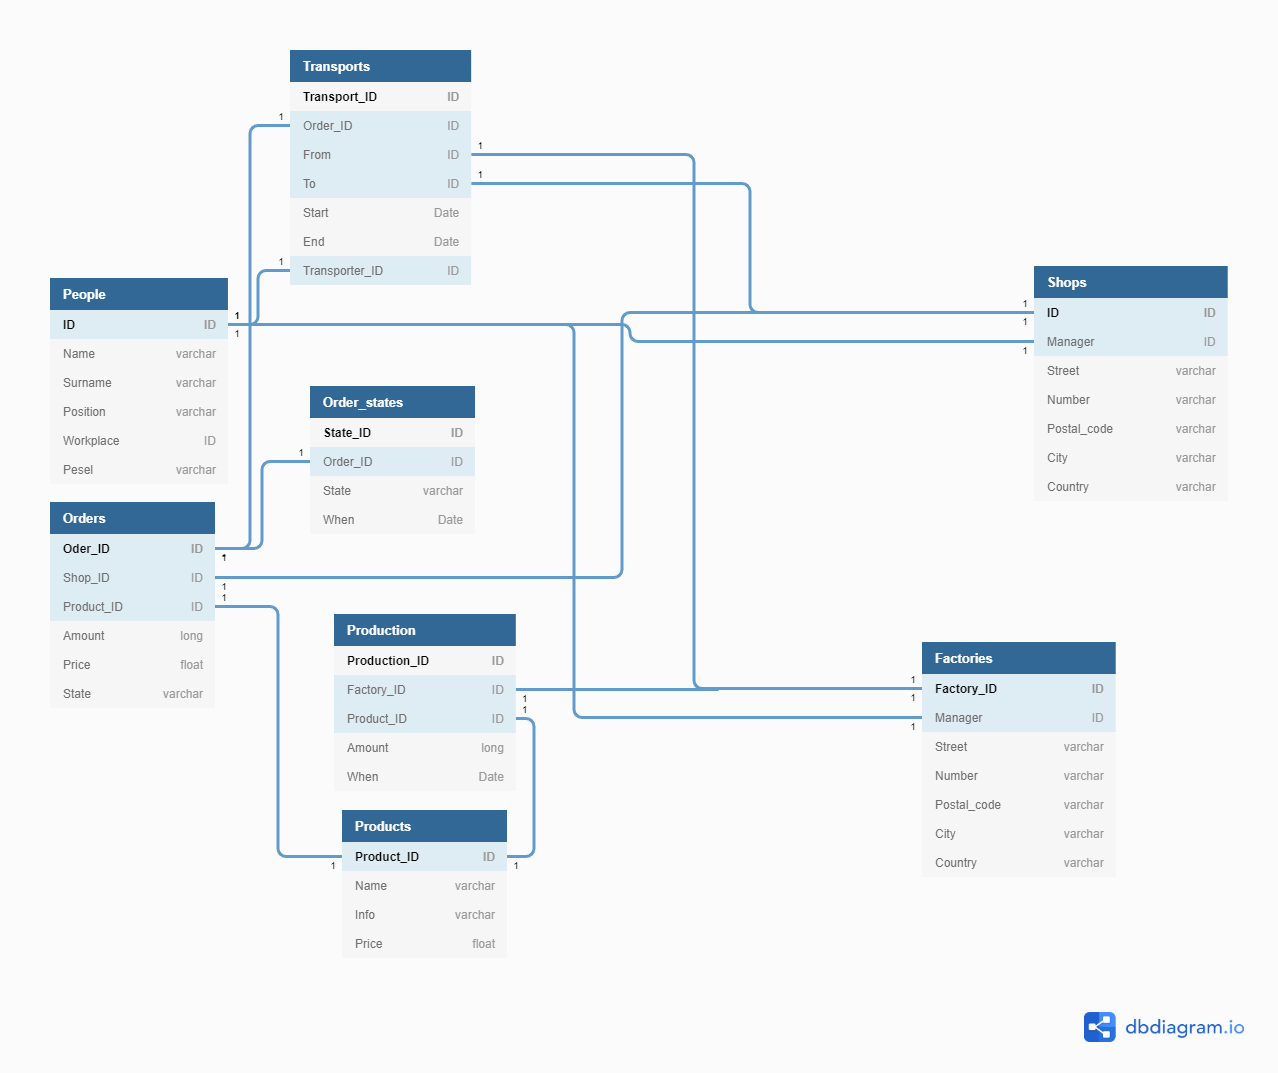 Transports
Transport_ID ID
1
Order_ID ID
From ID
1
To ID
1
Start Date
End Date
1
Transporter_ID ID
People
ID ID
1
1
Name varchar
Surname varchar
Position varchar
Workplace ID
Pesel varchar
Shops
1
ID ID
1
Manager ID
1
Street varchar
Number varchar
Postal_code varchar
City varchar
Country varchar
Order_states
State_ID ID
1
Order_ID ID
State varchar
When Date
Orders
Oder_ID ID
1
Shop_ID ID
1
1
Product_ID ID
Amount long
Price float
State varchar
Production
Production_ID ID
Factory_ID ID
1
1
Product_ID ID
Amount long
When Date
Factories
1
Factory_ID ID
1
Manager ID
1
Street varchar
Number varchar
Postal_code varchar
City varchar
Country varchar
Products
Product_ID ID
1
1
Name varchar
Info varchar
Price float
dbdiagram.io